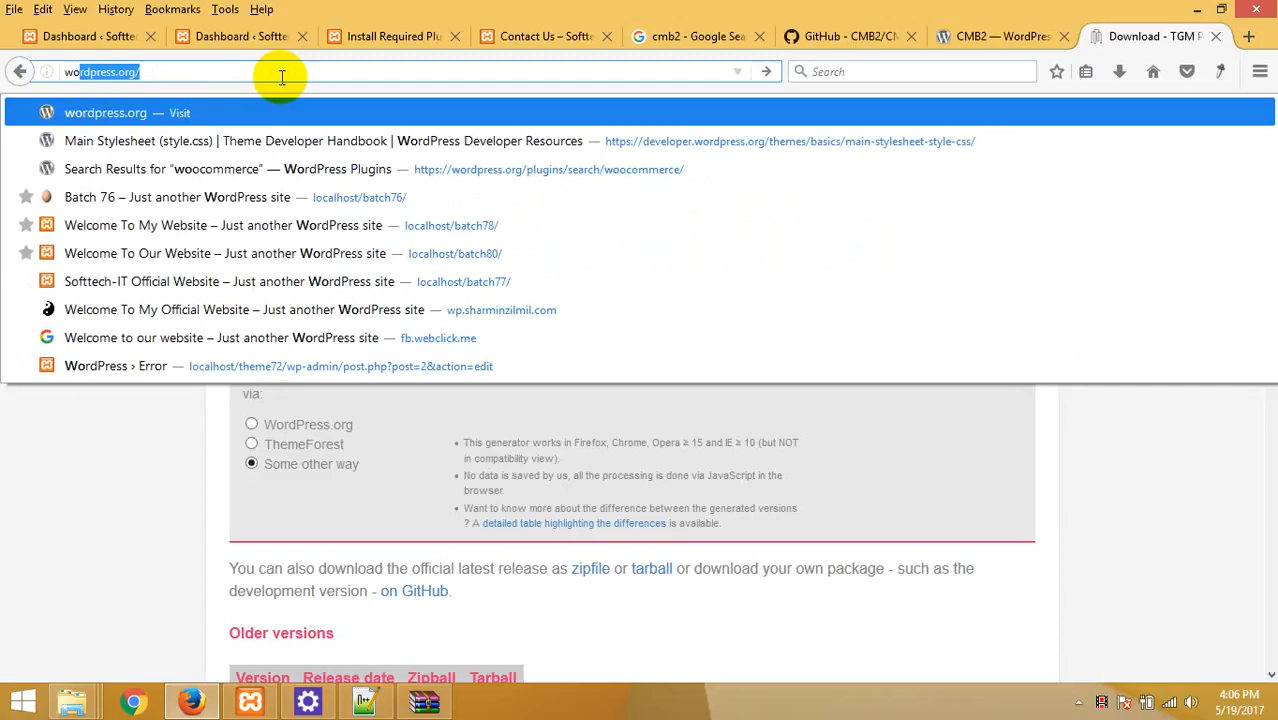 File Edit View History Bookmarks Tools Help
Dashboard ‹ Softte Dashboard ‹ Softte Install Required Plu Contact Us – Softte cmb2 - Google Sea GitHub - CMB2/C CMB2 — WordPres Download - TGM P
wordpress.org/ Search
wordpress.org — Visit
Main Stylesheet (style.css) | Theme Developer Handbook | WordPress Developer Resources — https://developer.wordpress.org/themes/basics/main-stylesheet-style-css/
Search Results for “woocommerce” — WordPress Plugins — https://wordpress.org/plugins/search/woocommerce/
Batch 76 – Just another WordPress site — localhost/batch76/
Welcome To My Website – Just another WordPress site — localhost/batch78/
Welcome To Our Website – Just another WordPress site — localhost/batch80/
Softtech-IT Official Website – Just another WordPress site — localhost/batch77/
Welcome To My Official Website – Just another WordPress site — wp.sharminzilmil.com
Welcome to our website – Just another WordPress site — fb.webclick.me
WordPress › Error — localhost/theme72/wp-admin/post.php?post=2&action=edit
via:
WordPress.org
ThemeForest
Some other way
• This generator works in Firefox, Chrome, Opera ≥ 15 and IE ≥ 10 (but NOT
in compatibility view).
• No data is saved by us, all the processing is done via JavaScript in the
browser.
• Want to know more about the difference between the generated versions
? A detailed table highlighting the differences is available.
You can also download the official latest release as zipfile or tarball or download your own package - such as the
development version - on GitHub.
Older versions
Version Release date Zipball Tarball
4:06 PM
5/19/2017